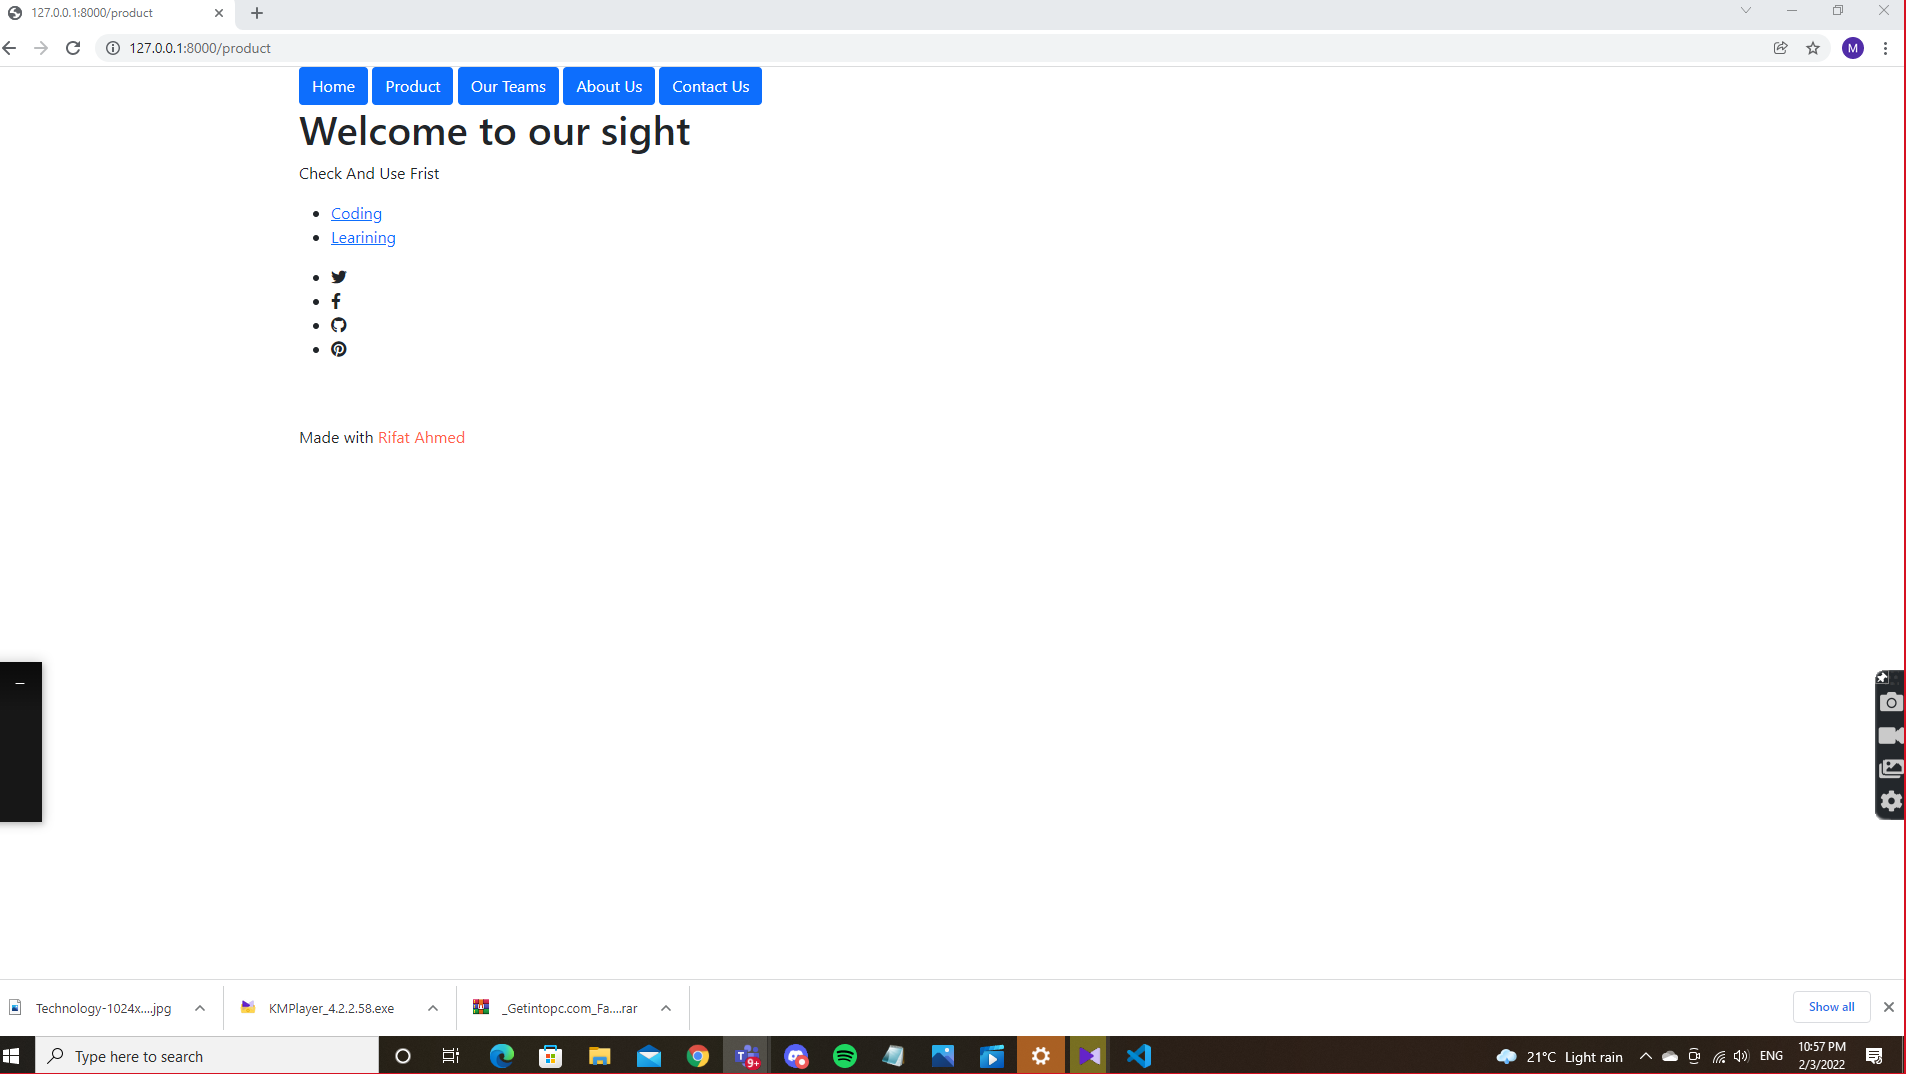 127.0.0.1:8000/product
127.0.0.1:8000/product
M
Home Product Our Teams About Us Contact Us
Welcome to our sight
Check And Use Frist
Coding
Learining
Made with Rifat Ahmed
Technology-1024x....jpg KMPlayer_4.2.2.58.exe _Getintopc.com_Fa....rar Show all
Type here to search
T 9+
21°C Light rain ENG
10:57 PM
2/3/2022